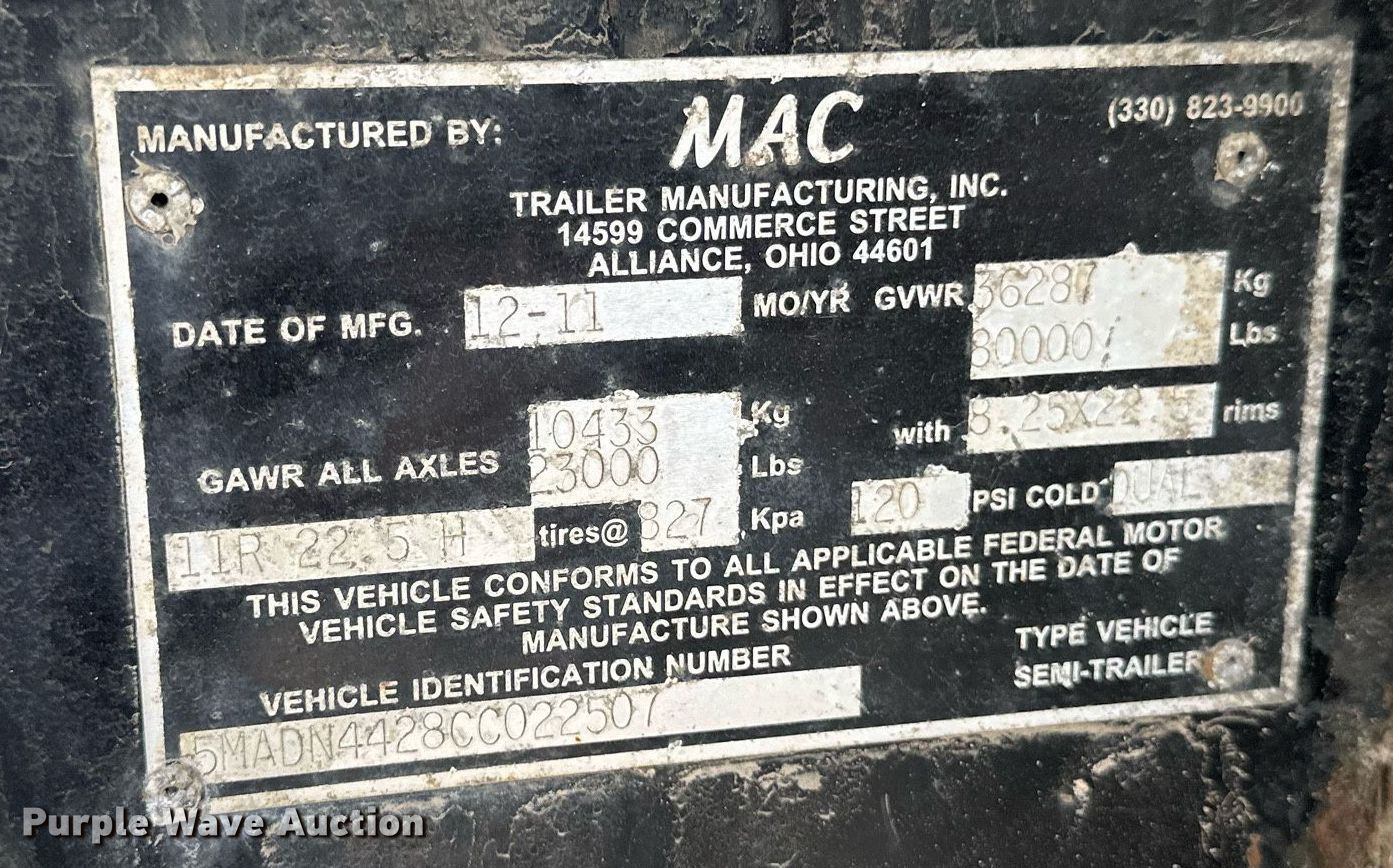 MANUFACTURED BY: MAC (330) 823-9900
TRAILER MANUFACTURING, INC.
14599 COMMERCE STREET
ALLIANCE, OHIO 44601
DATE OF MFG. 12-11 MO/YR GVWR 36287 Kg
80000 Lbs
GAWR ALL AXLES 10433 Kg with 8.25X22.5 rims
23000 Lbs
11R 22.5 H tires@ 827 Kpa 120 PSI COLD DUAL
THIS VEHICLE CONFORMS TO ALL APPLICABLE FEDERAL MOTOR
VEHICLE SAFETY STANDARDS IN EFFECT ON THE DATE OF
MANUFACTURE SHOWN ABOVE.
VEHICLE IDENTIFICATION NUMBER
5MADN4428CC022507
TYPE VEHICLE
SEMI-TRAILER
Purple Wave Auction